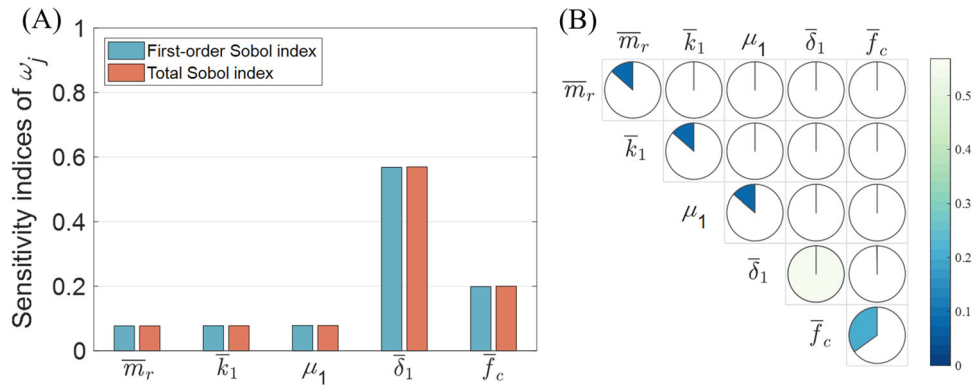 (A)
Sensitivity indices of ω_j
1
0.8
0.6
0.4
0.2
0
First-order Sobol index
Total Sobol index
m̅_r k̅_1 μ_1 δ̅_1 f̅_c
(B)
m̅_r k̅_1 μ_1 δ̅_1 f̅_c
m̅_r
k̅_1
μ_1
δ̅_1
f̅_c
0.5
0.4
0.3
0.2
0.1
0